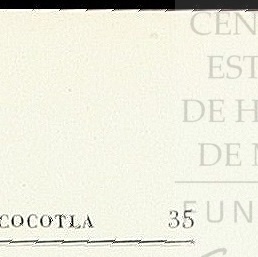 CEN
EST
DE H
DE
COCOTLA 35
FUN